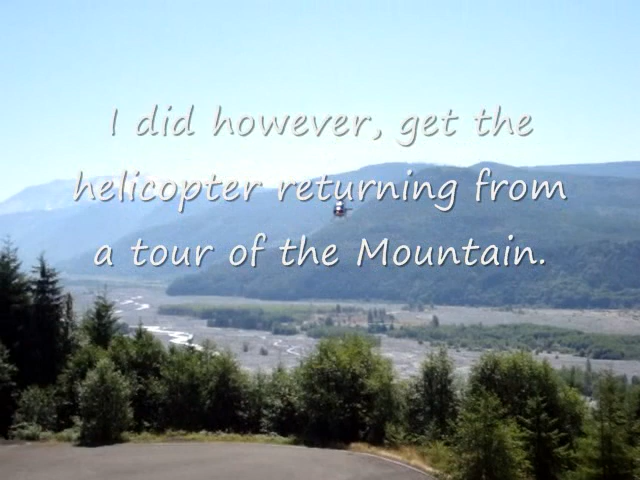 I did however, get the
helicopter returning from
a tour of the Mountain.